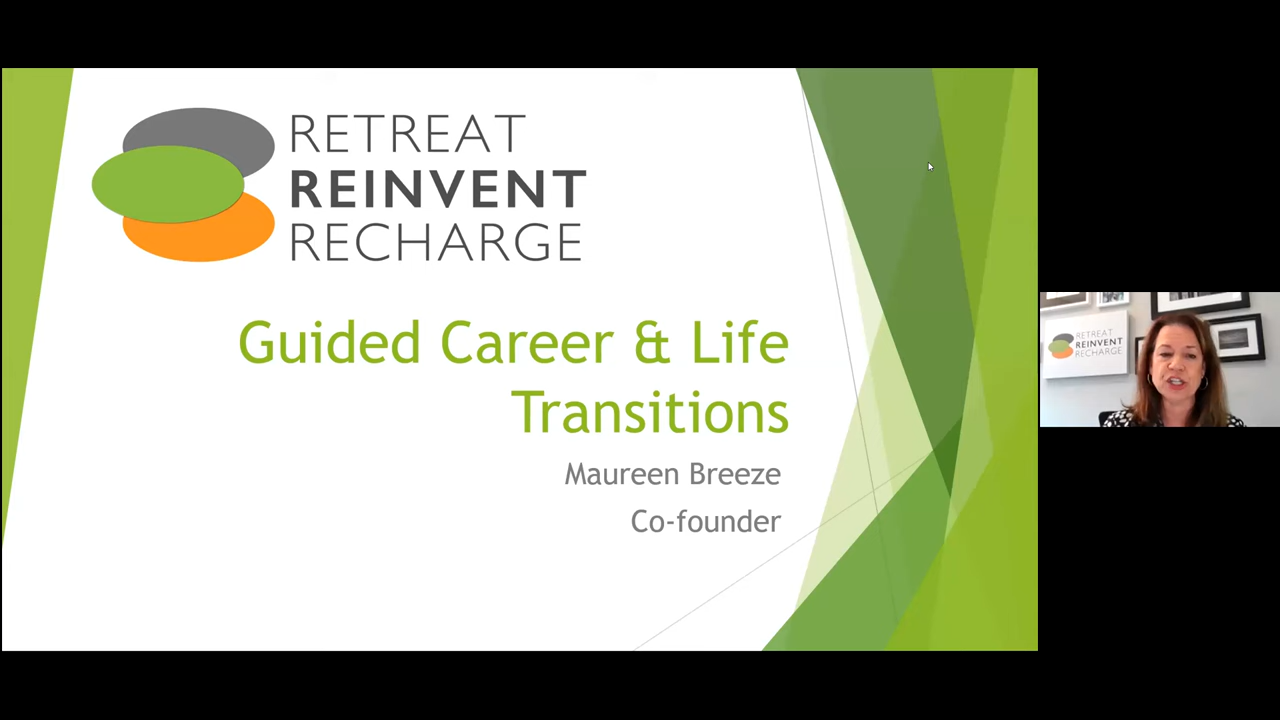 RETREAT
REINVENT
RECHARGE
Guided Career & Life
Transitions
Maureen Breeze
Co-founder
RETREAT
REINVENT
RECHARGE